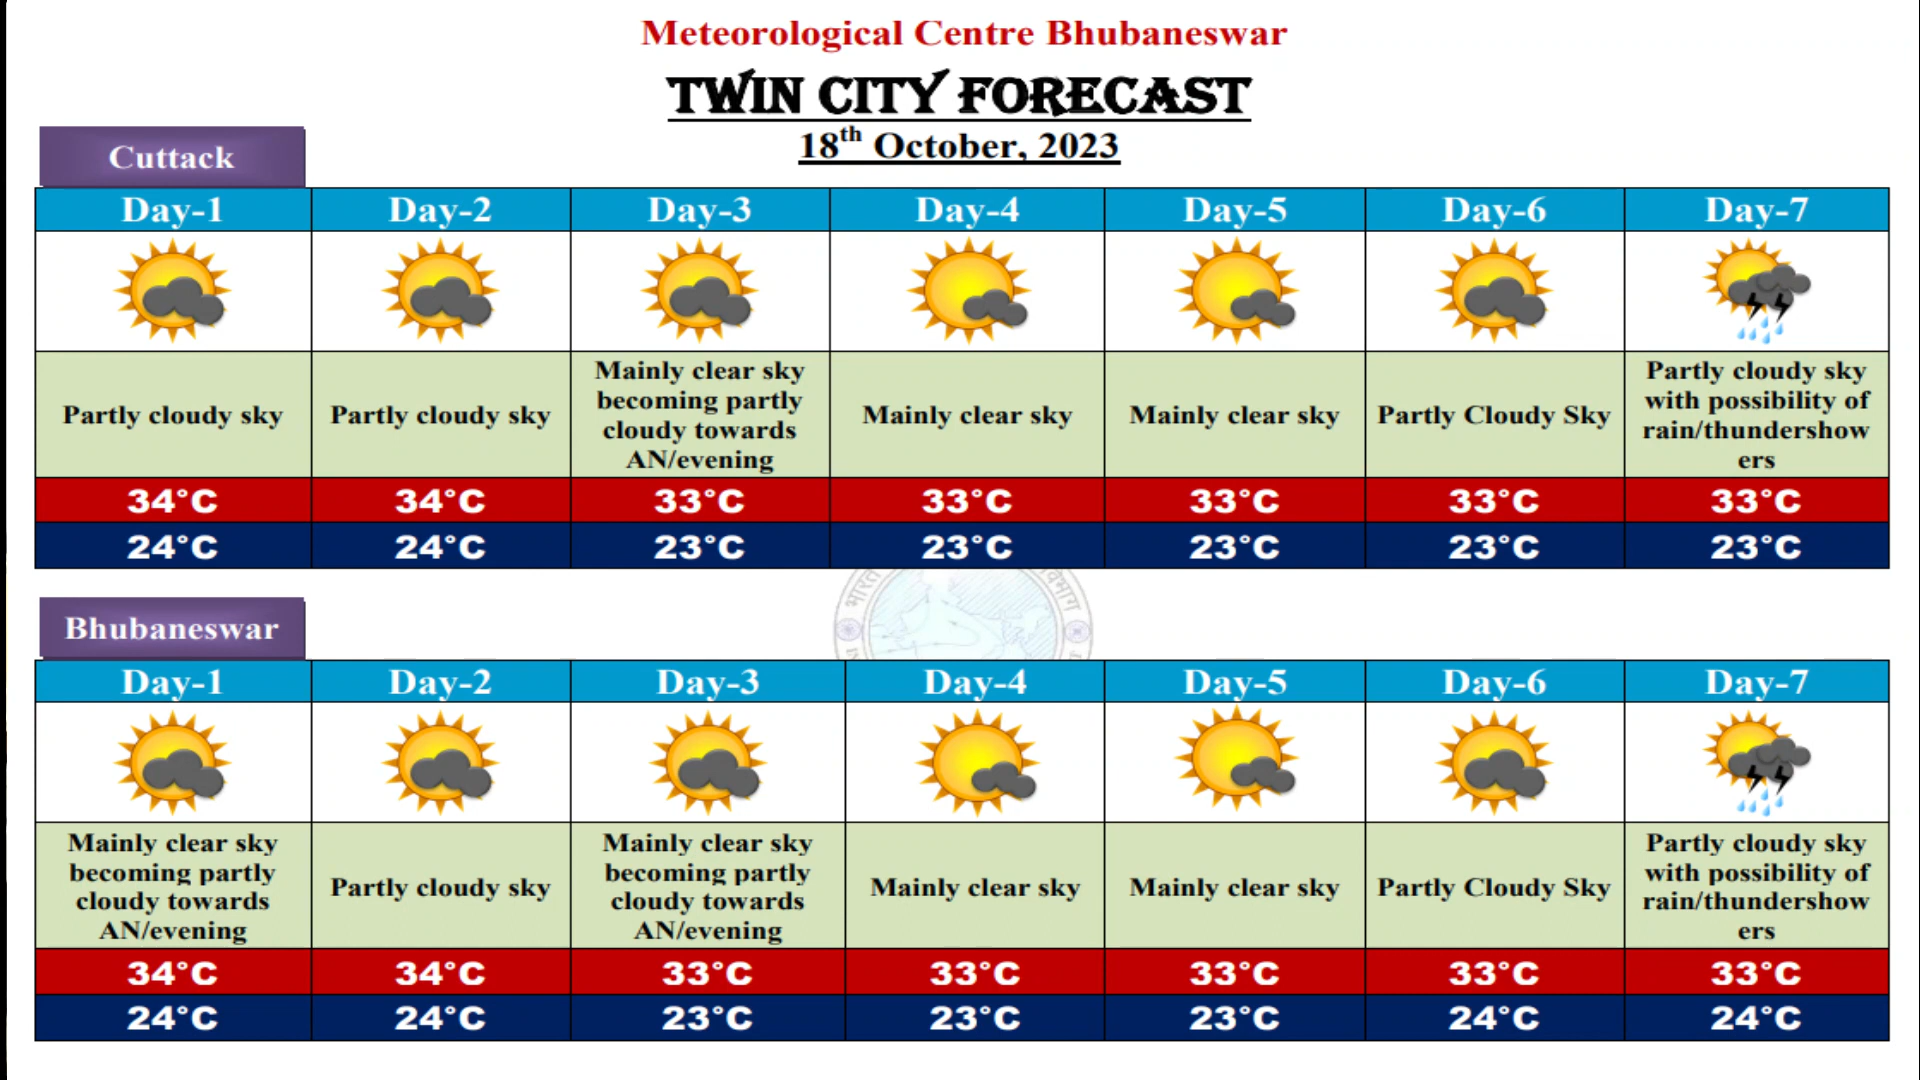 Meteorological Centre Bhubaneswar
TWIN CITY FORECAST
18th October, 2023
Cuttack
Day-1 Day-2 Day-3 Day-4 Day-5 Day-6 Day-7
Partly cloudy sky
Partly cloudy sky
Mainly clear sky
becoming partly
cloudy towards
AN/evening
Mainly clear sky
Mainly clear sky
Partly Cloudy Sky
Partly cloudy sky
with possibility of
rain/thundershow
ers
34°C 34°C 33°C 33°C 33°C 33°C 33°C
24°C 24°C 23°C 23°C 23°C 23°C 23°C
भारत
Bhubaneswar
Day-1 Day-2 Day-3 Day-4 Day-5 Day-6 Day-7
Mainly clear sky
becoming partly
cloudy towards
AN/evening
Partly cloudy sky
Mainly clear sky
becoming partly
cloudy towards
AN/evening
Mainly clear sky
Mainly clear sky
Partly Cloudy Sky
Partly cloudy sky
with possibility of
rain/thundershow
ers
34°C 34°C 33°C 33°C 33°C 33°C 33°C
24°C 24°C 23°C 23°C 23°C 24°C 24°C